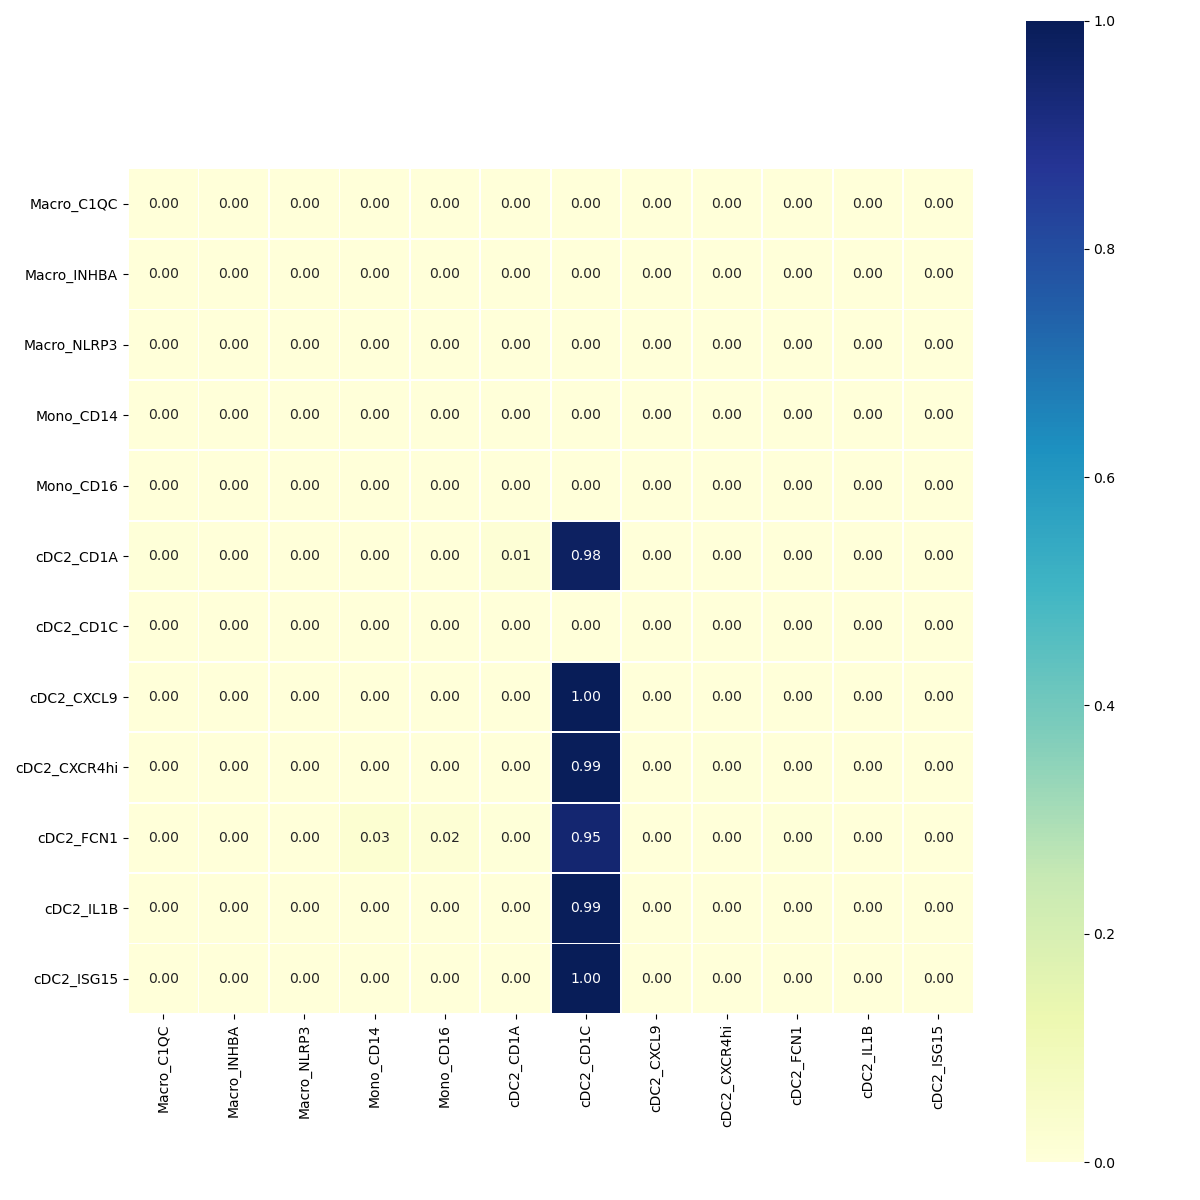 1.0
Macro_C1QC 0.00 0.00 0.00 0.00 0.00 0.00 0.00 0.00 0.00 0.00 0.00 0.00
0.8
Macro_INHBA 0.00 0.00 0.00 0.00 0.00 0.00 0.00 0.00 0.00 0.00 0.00 0.00
Macro_NLRP3 0.00 0.00 0.00 0.00 0.00 0.00 0.00 0.00 0.00 0.00 0.00 0.00
Mono_CD14 0.00 0.00 0.00 0.00 0.00 0.00 0.00 0.00 0.00 0.00 0.00 0.00
0.6
Mono_CD16 0.00 0.00 0.00 0.00 0.00 0.00 0.00 0.00 0.00 0.00 0.00 0.00
cDC2_CD1A 0.00 0.00 0.00 0.00 0.00 0.01 0.98 0.00 0.00 0.00 0.00 0.00
cDC2_CD1C 0.00 0.00 0.00 0.00 0.00 0.00 0.00 0.00 0.00 0.00 0.00 0.00
cDC2_CXCL9 0.00 0.00 0.00 0.00 0.00 0.00 1.00 0.00 0.00 0.00 0.00 0.00
0.4
cDC2_CXCR4hi 0.00 0.00 0.00 0.00 0.00 0.00 0.99 0.00 0.00 0.00 0.00 0.00
cDC2_FCN1 0.00 0.00 0.00 0.03 0.02 0.00 0.95 0.00 0.00 0.00 0.00 0.00
cDC2_IL1B 0.00 0.00 0.00 0.00 0.00 0.00 0.99 0.00 0.00 0.00 0.00 0.00
0.2
cDC2_ISG15 0.00 0.00 0.00 0.00 0.00 0.00 1.00 0.00 0.00 0.00 0.00 0.00
Macro_C1QC
Macro_INHBA
Macro_NLRP3
Mono_CD14
Mono_CD16
cDC2_CD1A
cDC2_CD1C
cDC2_CXCL9
cDC2_CXCR4hi
cDC2_FCN1
cDC2_IL1B
cDC2_ISG15
0.0